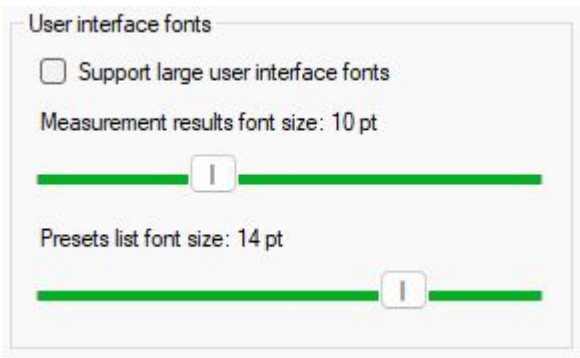 User interface fonts
Support large user interface fonts
Measurement results font size: 10 pt
Presets list font size: 14 pt